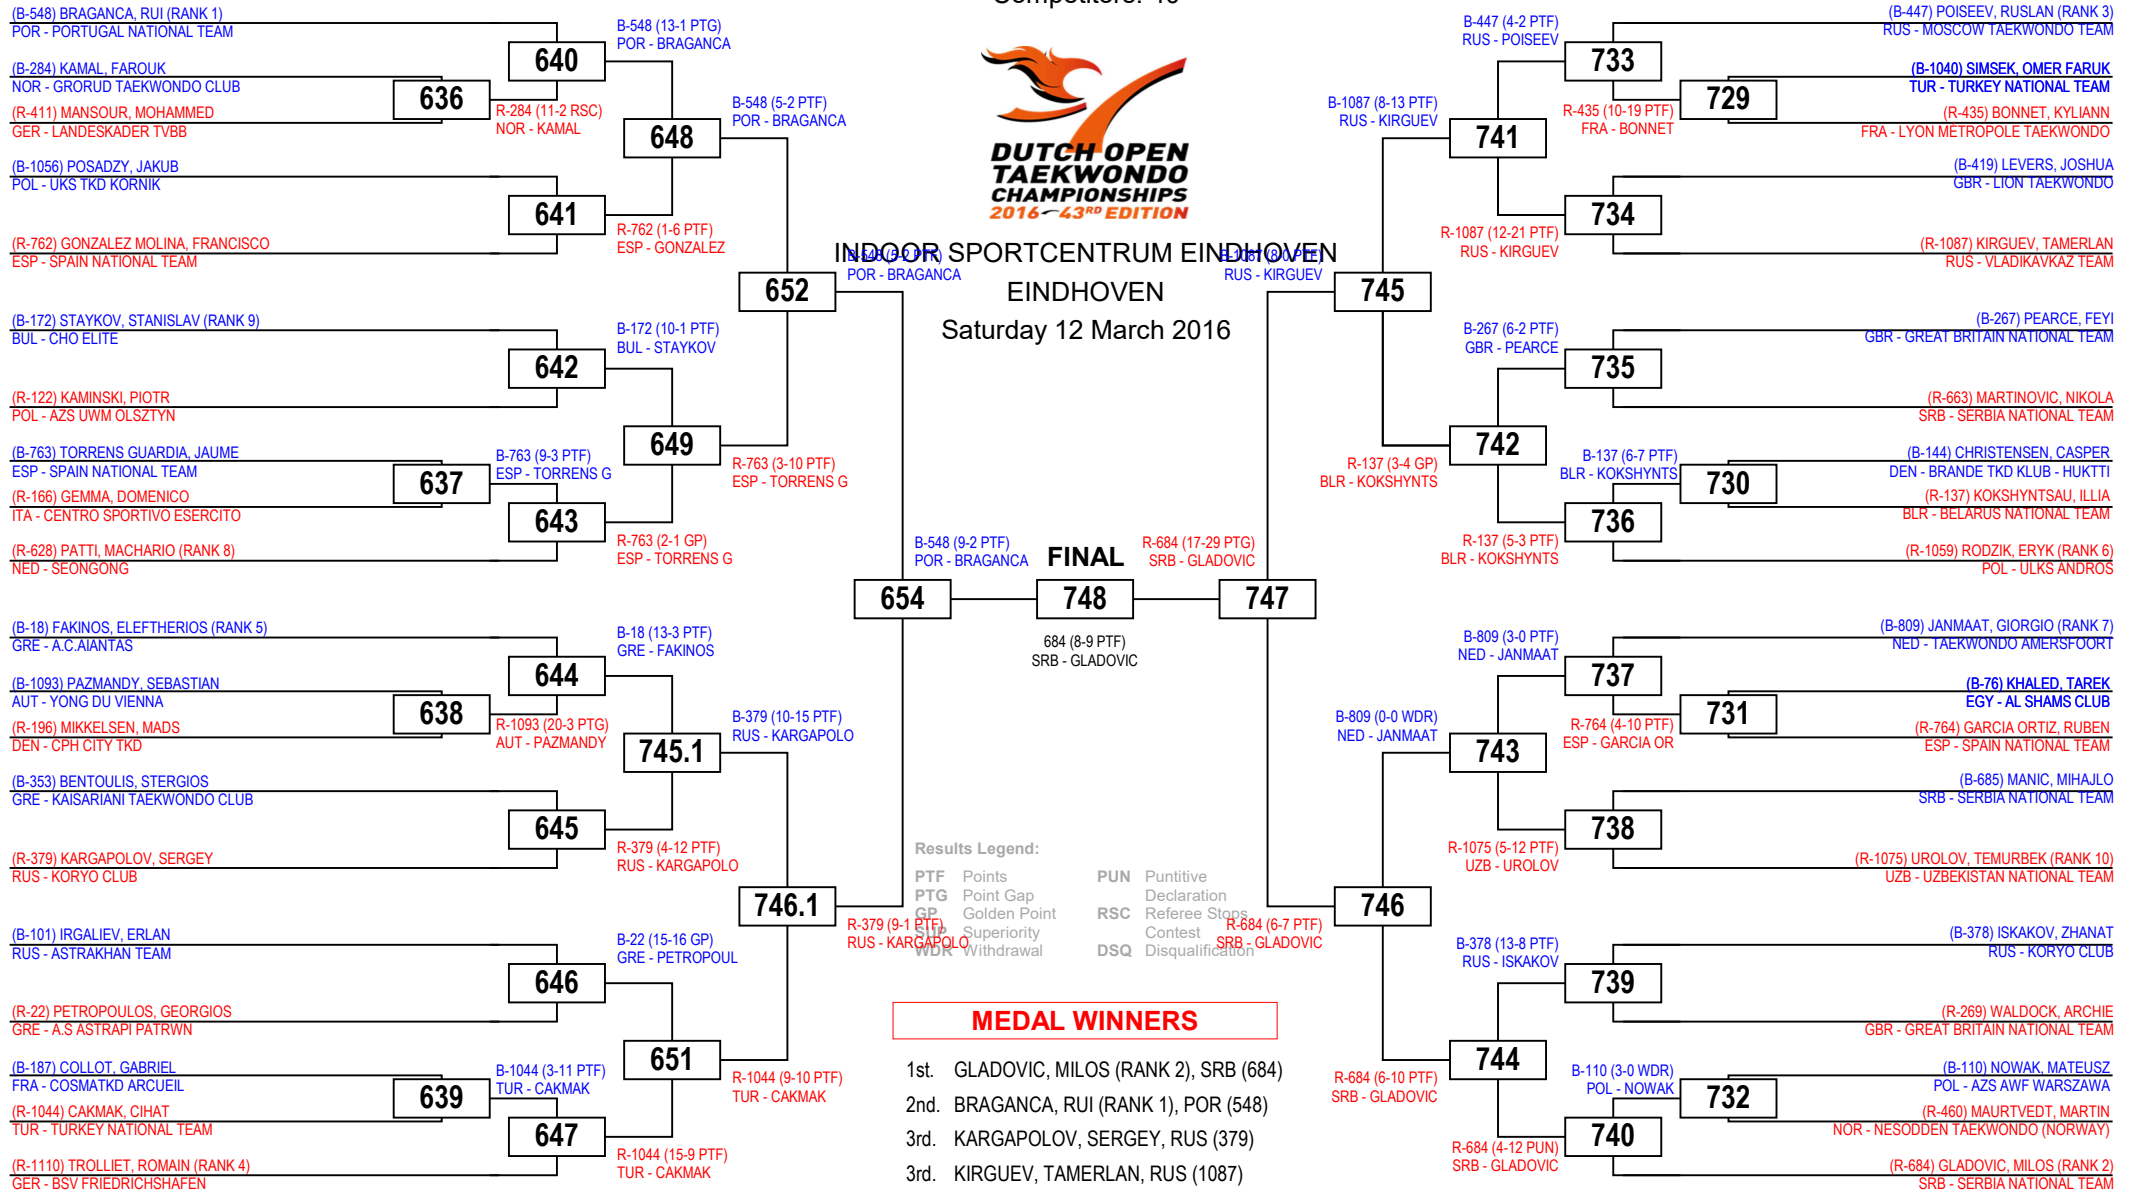 (B-548) BRAGANCA, RUI (RANK 1)
POR - PORTUGAL NATIONAL TEAM
(B-284) KAMAL, FAROUK
NOR - GRORUD TAEKWONDO CLUB
(R-411) MANSOUR, MOHAMMED
GER - LANDESKADER TVBB
(B-1056) POSADZY, JAKUB
POL - UKS TKD KORNIK
(R-762) GONZALEZ MOLINA, FRANCISCO
ESP - SPAIN NATIONAL TEAM
(B-172) STAYKOV, STANISLAV (RANK 9)
BUL - CHO ELITE
(R-122) KAMINSKI, PIOTR
POL - AZS UWM OLSZTYN
(B-763) TORRENS GUARDIA, JAUME
ESP - SPAIN NATIONAL TEAM
(R-166) GEMMA, DOMENICO
ITA - CENTRO SPORTIVO ESERCITO
(R-628) PATTI, MACHARIO (RANK 8)
NED - SEONGONG
(B-18) FAKINOS, ELEFTHERIOS (RANK 5)
GRE - A.C.AIANTAS
(B-1093) PAZMANDY, SEBASTIAN
AUT - YONG DU VIENNA
(R-196) MIKKELSEN, MADS
DEN - CPH CITY TKD
(B-353) BENTOULIS, STERGIOS
GRE - KAISARIANI TAEKWONDO CLUB
(R-379) KARGAPOLOV, SERGEY
RUS - KORYO CLUB
(B-101) IRGALIEV, ERLAN
RUS - ASTRAKHAN TEAM
(R-22) PETROPOULOS, GEORGIOS
GRE - A.S ASTRAPI PATRWN
(B-187) COLLOT, GABRIEL
FRA - COSMATKD ARCUEIL
(R-1044) CAKMAK, CIHAT
TUR - TURKEY NATIONAL TEAM
(R-1110) TROLLIET, ROMAIN (RANK 4)
GER - BSV FRIEDRICHSHAFEN
636
R-284 (11-2 RSC)
NOR - KAMAL
637
B-763 (9-3 PTF)
ESP - TORRENS G
638
R-1093 (20-3 PTG)
AUT - PAZMANDY
639
B-1044 (3-11 PTF)
TUR - CAKMAK
640
B-548 (13-1 PTG)
POR - BRAGANCA
641
R-762 (1-6 PTF)
ESP - GONZALEZ
642
B-172 (10-1 PTF)
BUL - STAYKOV
643
R-763 (2-1 GP)
ESP - TORRENS G
644
B-18 (13-3 PTF)
GRE - FAKINOS
645
R-379 (4-12 PTF)
RUS - KARGAPOLO
646
B-22 (15-16 GP)
GRE - PETROPOUL
647
R-1044 (15-9 PTF)
TUR - CAKMAK
648
B-548 (5-2 PTF)
POR - BRAGANCA
649
R-763 (3-10 PTF)
ESP - TORRENS G
745.1
B-379 (10-15 PTF)
RUS - KARGAPOLO
651
R-1044 (9-10 PTF)
TUR - CAKMAK
652
B-548 (5-2 PTF)
POR - BRAGANCA
746.1
R-379 (9-1 PTF)
RUS - KARGAPOLO
654
B-548 (9-2 PTF)
POR - BRAGANCA
DUTCH OPEN
TAEKWONDO
CHAMPIONSHIPS
2016 - 43RD EDITION
INDOOR SPORTCENTRUM EINDHOVEN
EINDHOVEN
Saturday 12 March 2016
FINAL
748
684 (8-9 PTF)
SRB - GLADOVIC
Results Legend:
PTF Points
PTG Point Gap
GP Golden Point
SUP Superiority
WDR Withdrawal
PUN Puntitive
Declaration
RSC Referee Stops
Contest
DSQ Disqualification
MEDAL WINNERS
1st. GLADOVIC, MILOS (RANK 2), SRB (684)
2nd. BRAGANCA, RUI (RANK 1), POR (548)
3rd. KARGAPOLOV, SERGEY, RUS (379)
3rd. KIRGUEV, TAMERLAN, RUS (1087)
R-684 (17-29 PTG)
SRB - GLADOVIC
747
B-1087 (8-0 PTF)
RUS - KIRGUEV
745
R-684 (6-7 PTF)
SRB - GLADOVIC
746
B-1087 (8-13 PTF)
RUS - KIRGUEV
741
R-137 (3-4 GP)
BLR - KOKSHYNTS
742
B-809 (0-0 WDR)
NED - JANMAAT
743
R-684 (6-10 PTF)
SRB - GLADOVIC
744
B-447 (4-2 PTF)
RUS - POISEEV
733
R-1087 (12-21 PTF)
RUS - KIRGUEV
734
B-267 (6-2 PTF)
GBR - PEARCE
735
R-137 (5-3 PTF)
BLR - KOKSHYNTS
736
B-809 (3-0 PTF)
NED - JANMAAT
737
R-1075 (5-12 PTF)
UZB - UROLOV
738
B-378 (13-8 PTF)
RUS - ISKAKOV
739
R-684 (4-12 PUN)
SRB - GLADOVIC
740
R-435 (10-19 PTF)
FRA - BONNET
729
B-137 (6-7 PTF)
BLR - KOKSHYNTS
730
R-764 (4-10 PTF)
ESP - GARCIA OR
731
B-110 (3-0 WDR)
POL - NOWAK
732
(B-447) POISEEV, RUSLAN (RANK 3)
RUS - MOSCOW TAEKWONDO TEAM
(B-1040) SIMSEK, OMER FARUK
TUR - TURKEY NATIONAL TEAM
(R-435) BONNET, KYLIANN
FRA - LYON MÉTROPOLE TAEKWONDO
(B-419) LEVERS, JOSHUA
GBR - LION TAEKWONDO
(R-1087) KIRGUEV, TAMERLAN
RUS - VLADIKAVKAZ TEAM
(B-267) PEARCE, FEYI
GBR - GREAT BRITAIN NATIONAL TEAM
(R-663) MARTINOVIC, NIKOLA
SRB - SERBIA NATIONAL TEAM
(B-144) CHRISTENSEN, CASPER
DEN - BRANDE TKD KLUB - HUKTTI
(R-137) KOKSHYNTSAU, ILLIA
BLR - BELARUS NATIONAL TEAM
(R-1059) RODZIK, ERYK (RANK 6)
POL - ULKS ANDROS
(B-809) JANMAAT, GIORGIO (RANK 7)
NED - TAEKWONDO AMERSFOORT
(B-76) KHALED, TAREK
EGY - AL SHAMS CLUB
(R-764) GARCIA ORTIZ, RUBEN
ESP - SPAIN NATIONAL TEAM
(B-685) MANIC, MIHAJLO
SRB - SERBIA NATIONAL TEAM
(R-1075) UROLOV, TEMURBEK (RANK 10)
UZB - UZBEKISTAN NATIONAL TEAM
(B-378) ISKAKOV, ZHANAT
RUS - KORYO CLUB
(R-269) WALDOCK, ARCHIE
GBR - GREAT BRITAIN NATIONAL TEAM
(B-110) NOWAK, MATEUSZ
POL - AZS AWF WARSZAWA
(R-460) MAURTVEDT, MARTIN
NOR - NESODDEN TAEKWONDO (NORWAY)
(R-684) GLADOVIC, MILOS (RANK 2)
SRB - SERBIA NATIONAL TEAM